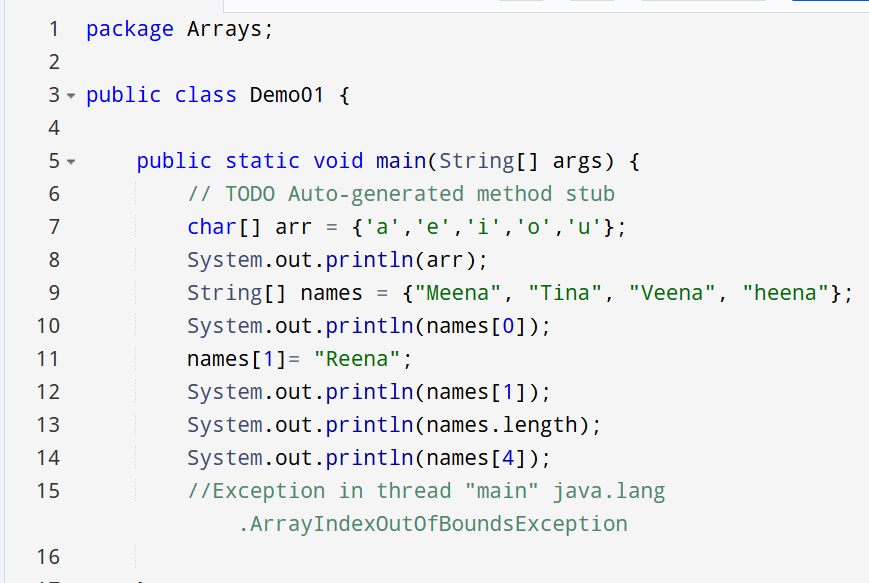 1 package Arrays;
2
3 public class Demo01 {
4
5 public static void main(String[] args) {
6 // TODO Auto-generated method stub
7 char[] arr = {'a','e','i','o','u'};
8 System.out.println(arr);
9 String[] names = {"Meena", "Tina", "Veena", "heena"};
10 System.out.println(names[0]);
11 names[1]= "Reena";
12 System.out.println(names[1]);
13 System.out.println(names.length);
14 System.out.println(names[4]);
15 //Exception in thread "main" java.lang
.ArrayIndexOutOfBoundsException
16